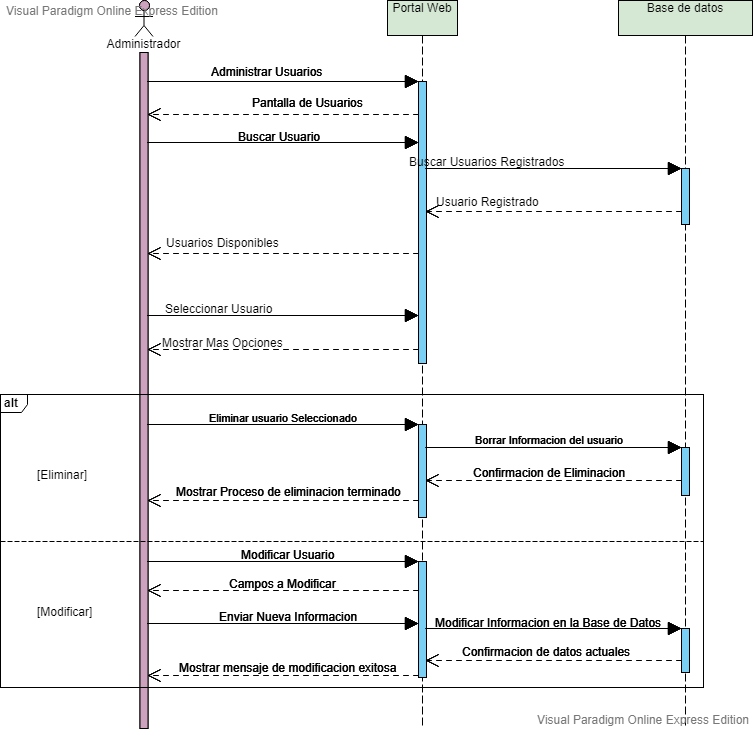 Visual Paradigm Online Express Edition
Portal Web
Base de datos
Administrador
Administrar Usuarios
Pantalla de Usuarios
Buscar Usuario
Buscar Usuarios Registrados
Usuario Registrado
Usuarios Disponibles
Seleccionar Usuario
Mostrar Mas Opciones
alt
Eliminar usuario Seleccionado
Borrar Informacion del usuario
[Eliminar]
Confirmacion de Eliminacion
Mostrar Proceso de eliminacion terminado
Modificar Usuario
Campos a Modificar
[Modificar]
Enviar Nueva Informacion
Modificar Informacion en la Base de Datos
Confirmacion de datos actuales
Mostrar mensaje de modificacion exitosa
Visual Paradigm Online Express Edition